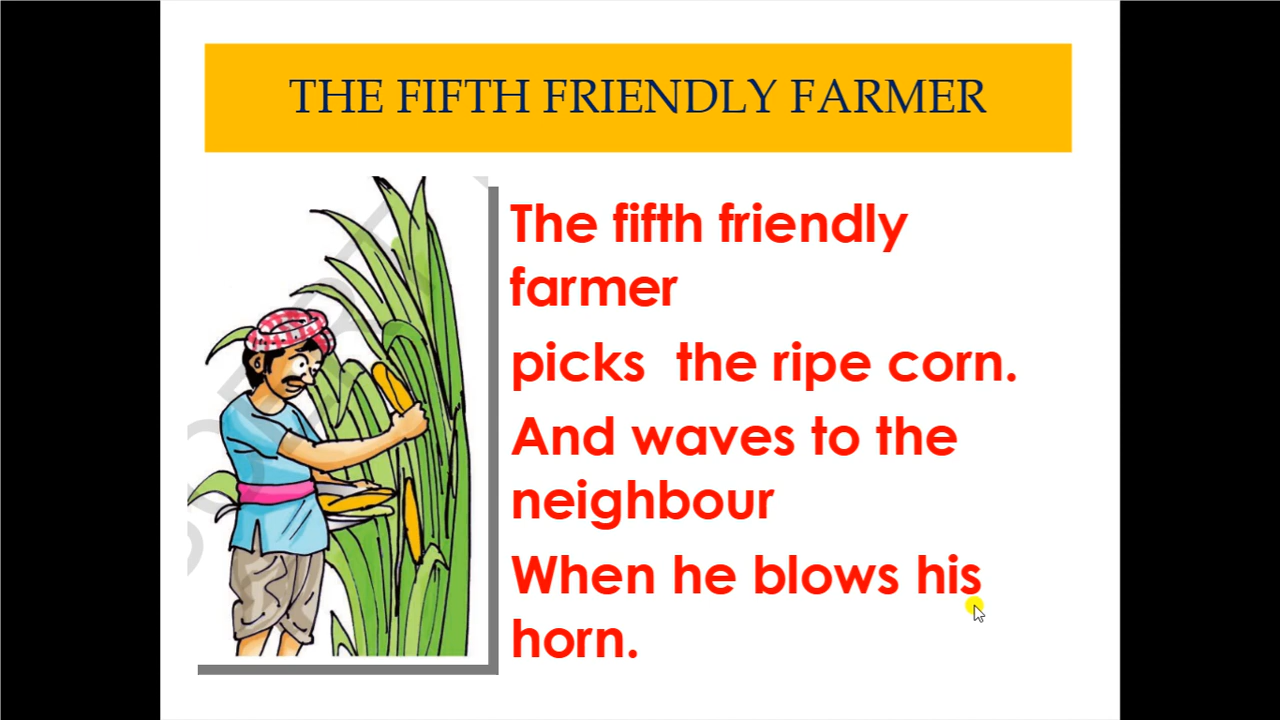 THE FIFTH FRIENDLY FARMER
The fifth friendly
farmer
picks  the ripe corn.
And waves to the
neighbour
When he blows his
horn.